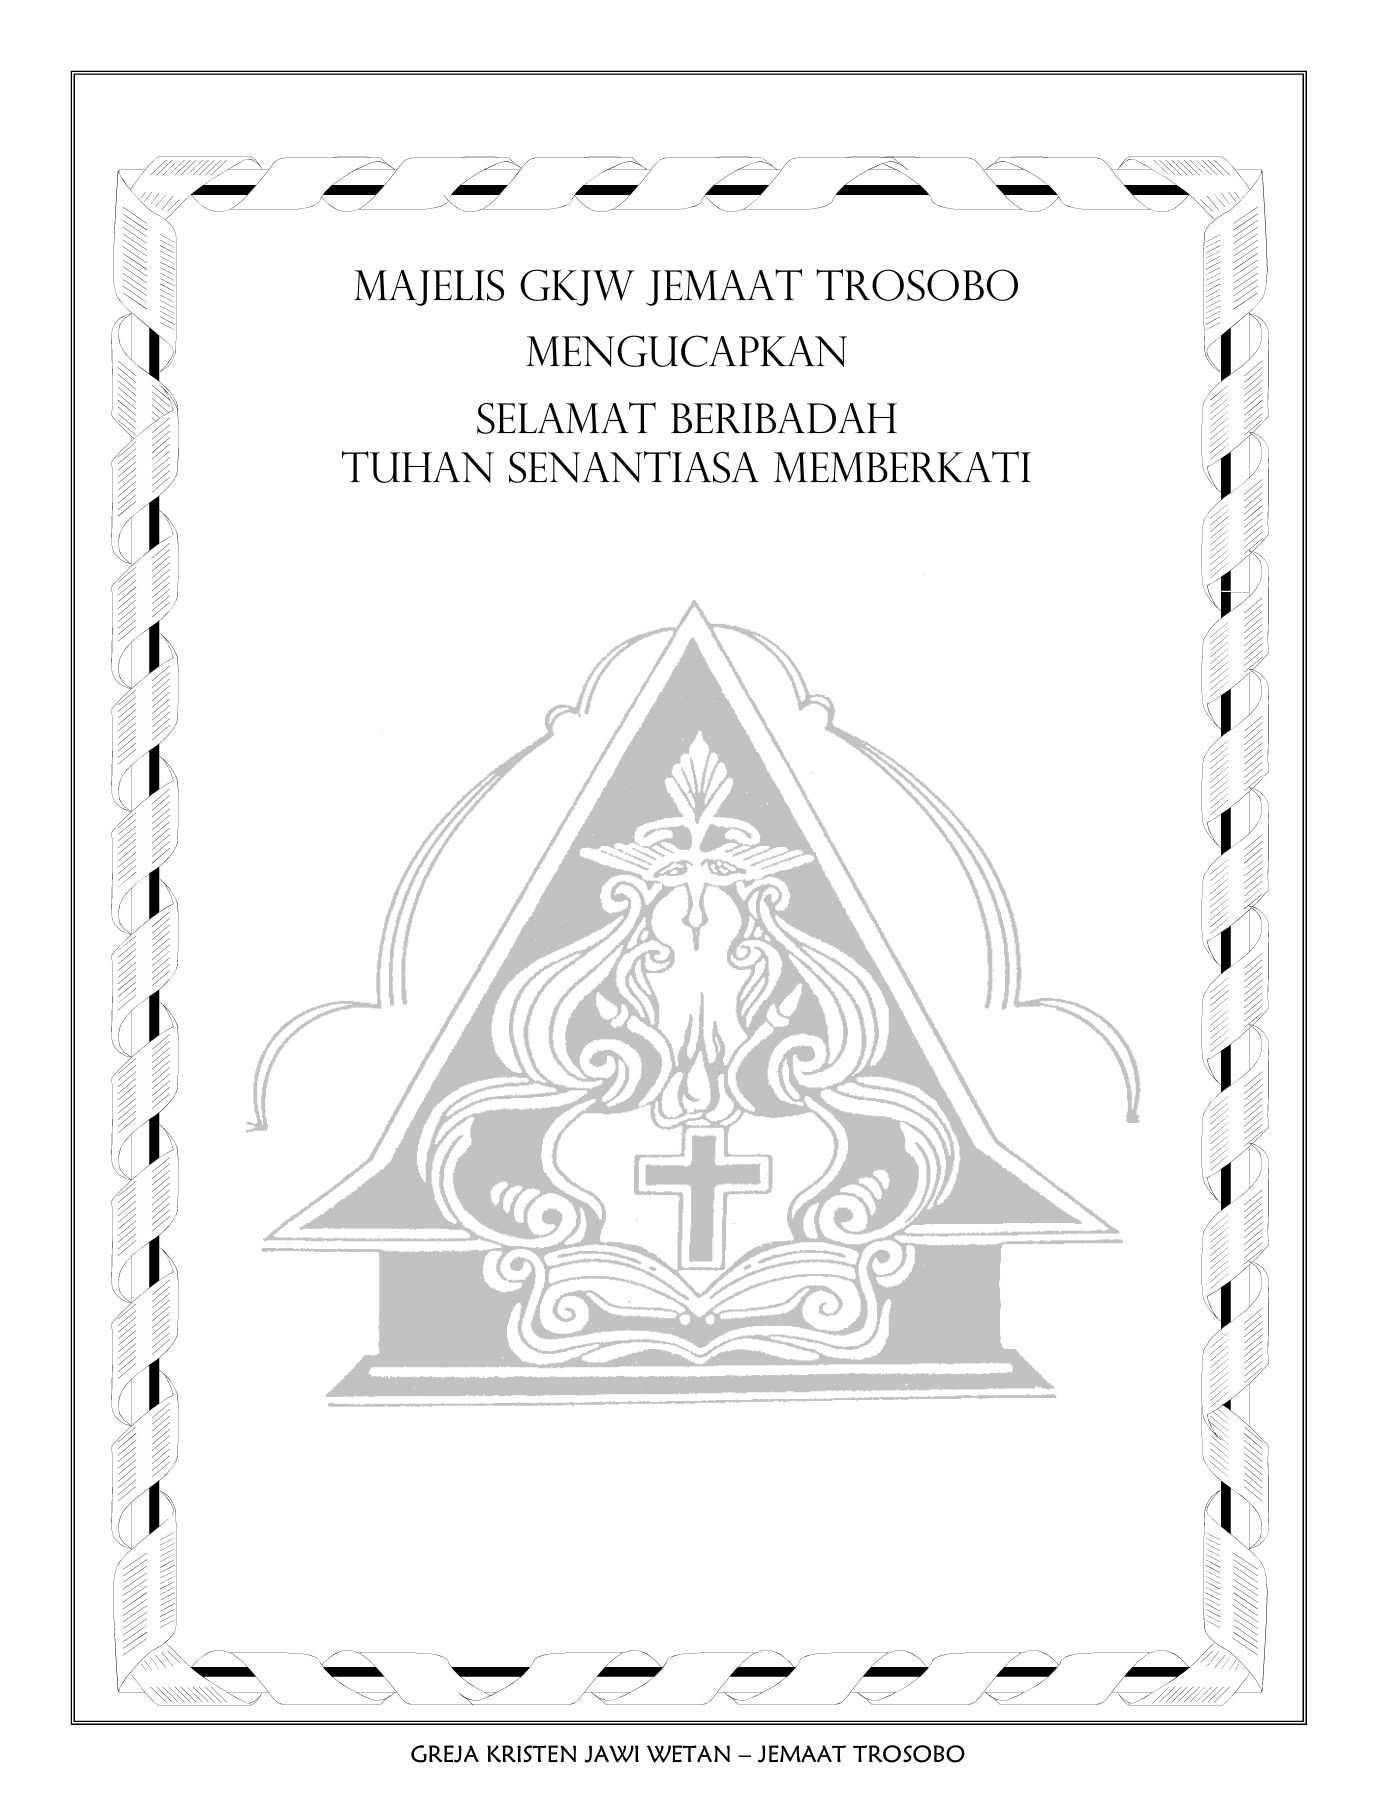 MAJELIS GKJW JEMAAT TROSOBO
MENGUCAPKAN
SELAMAT BERIBADAH
TUHAN SENANTIASA MEMBERKATI
GREJA KRISTEN JAWI WETAN – JEMAAT TROSOBO